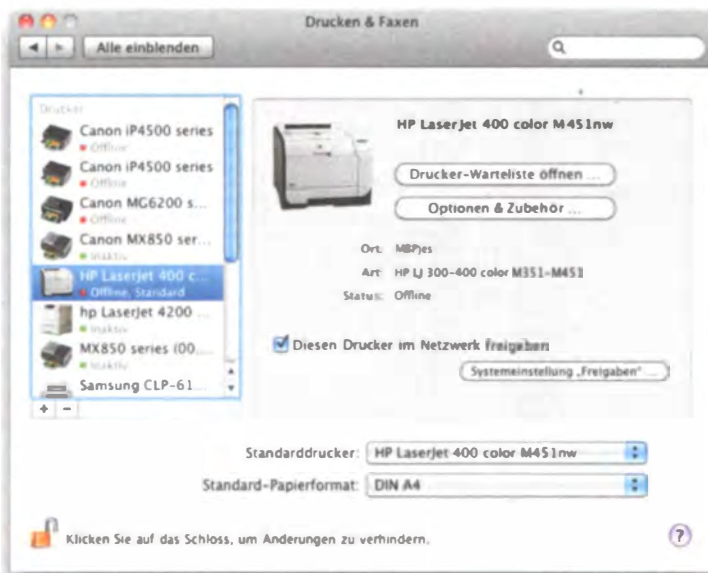 Drucken & Faxen
Alle einblenden
Drucker
Canon iP4500 series
Offline
Canon iP4500 series
Offline
Canon MG6200 s...
Offline
Canon MX850 ser...
Inaktiv
HP LaserJet 400 c...
Offline, Standard
hp LaserJet 4200 ...
Inaktiv
MX850 series (00...
Inaktiv
Samsung CLP-61...
+ −
HP LaserJet 400 color M451nw
Drucker-Warteliste öffnen ...
Optionen & Zubehör ...
Ort: MBPjes
Art: HP LJ 300-400 color M351-M451
Status: Offline
Diesen Drucker im Netzwerk freigeben
Systemeinstellung „Freigaben“ ...
Standarddrucker: HP LaserJet 400 color M451nw
Standard-Papierformat: DIN A4
Klicken Sie auf das Schloss, um Änderungen zu verhindern.
?